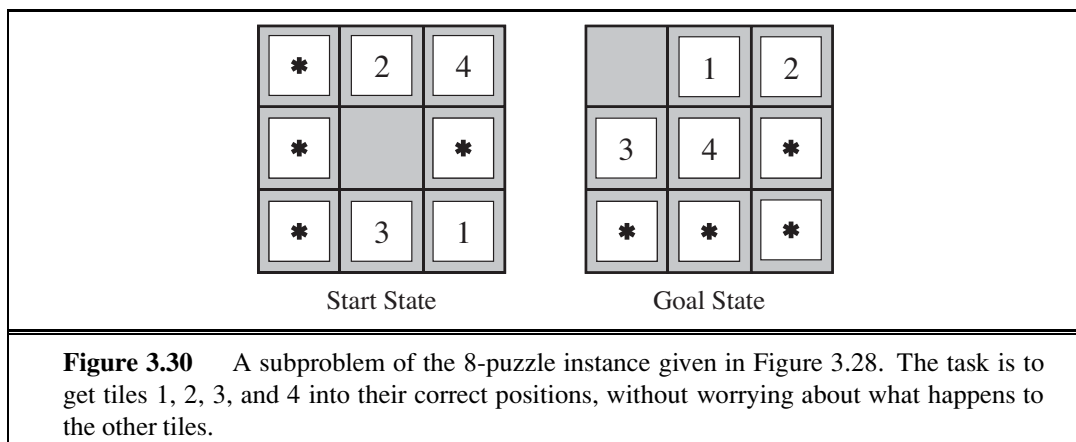 * 2 4
* *
* 3 1
Start State
1 2
3 4 *
* * *
Goal State
Figure 3.30 A subproblem of the 8-puzzle instance given in Figure 3.28. The task is to
get tiles 1, 2, 3, and 4 into their correct positions, without worrying about what happens to
the other tiles.